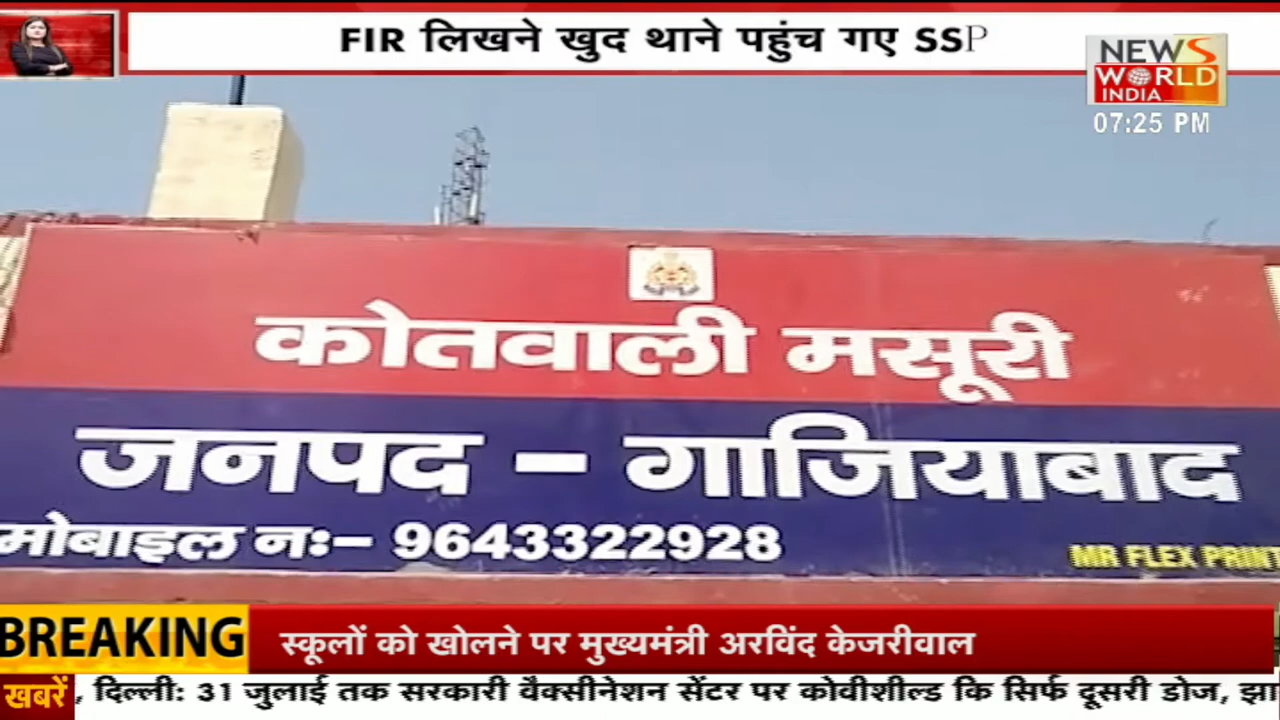 FIR लिखने खुद थाने पहुंच गए SSP
NEWS
WORLD
INDIA
07:25 PM
कोतवाली मसूरी
जनपद - गाजियाबाद
मोबाइल नः- 9643322928
MR FLEX PRINT
BREAKING
स्कूलों को खोलने पर मुख्यमंत्री अरविंद केजरीवाल
खबरें
, दिल्ली: 31 जुलाई तक सरकारी वैक्सीनेशन सेंटर पर कोवीशील्ड कि सिर्फ दूसरी डोज, झा